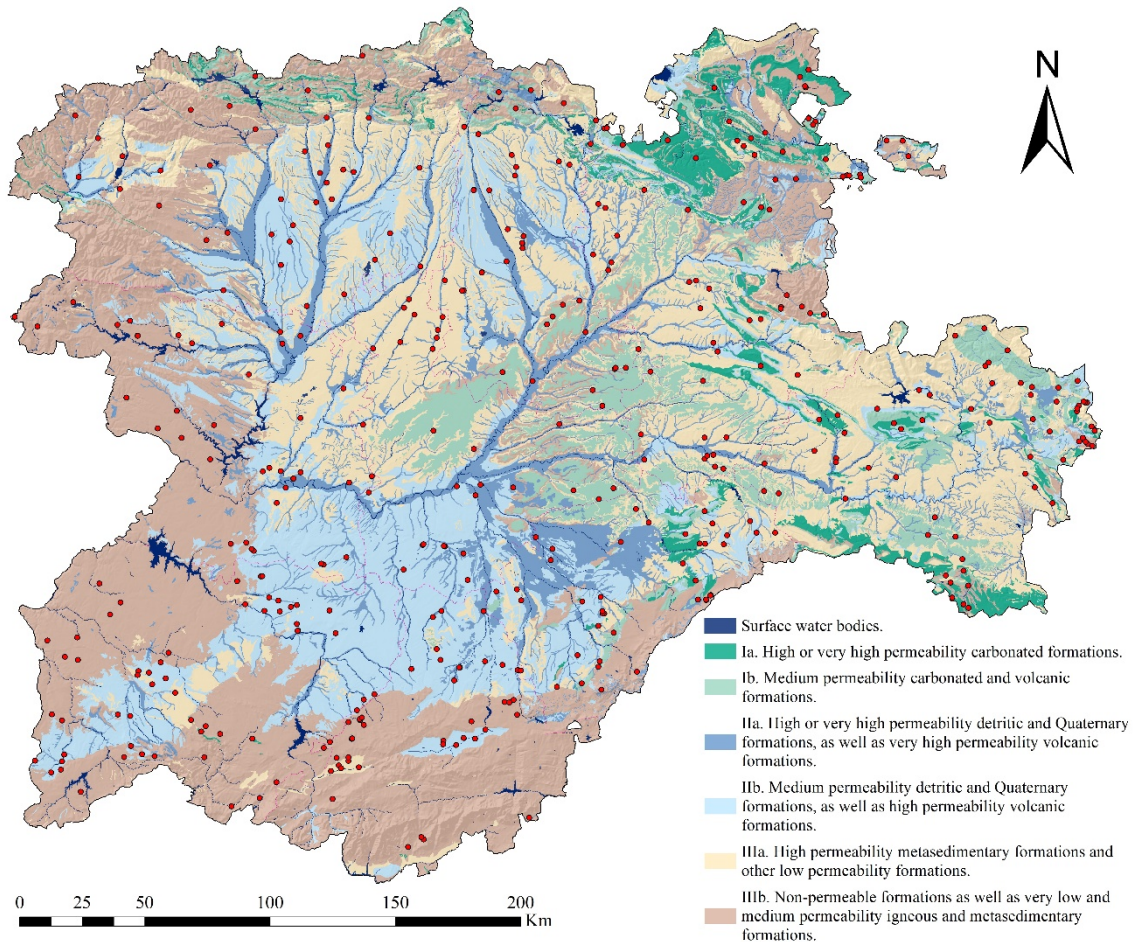 N
Surface water bodies.
Ia. High or very high permeability carbonated formations.
Ib. Medium permeability carbonated and volcanic
formations.
IIa. High or very high permeability detritic and Quaternary
formations, as well as very high permeability volcanic
formations.
IIb. Medium permeability detritic and Quaternary
formations, as well as high permeability volcanic
formations.
IIIa. High permeability metasedimentary formations and
other low permeability formations.
IIIb. Non-permeable formations as well as very low and
medium permeability igneous and metasedimentary
formations.
0 25 50 100 150 200
Km